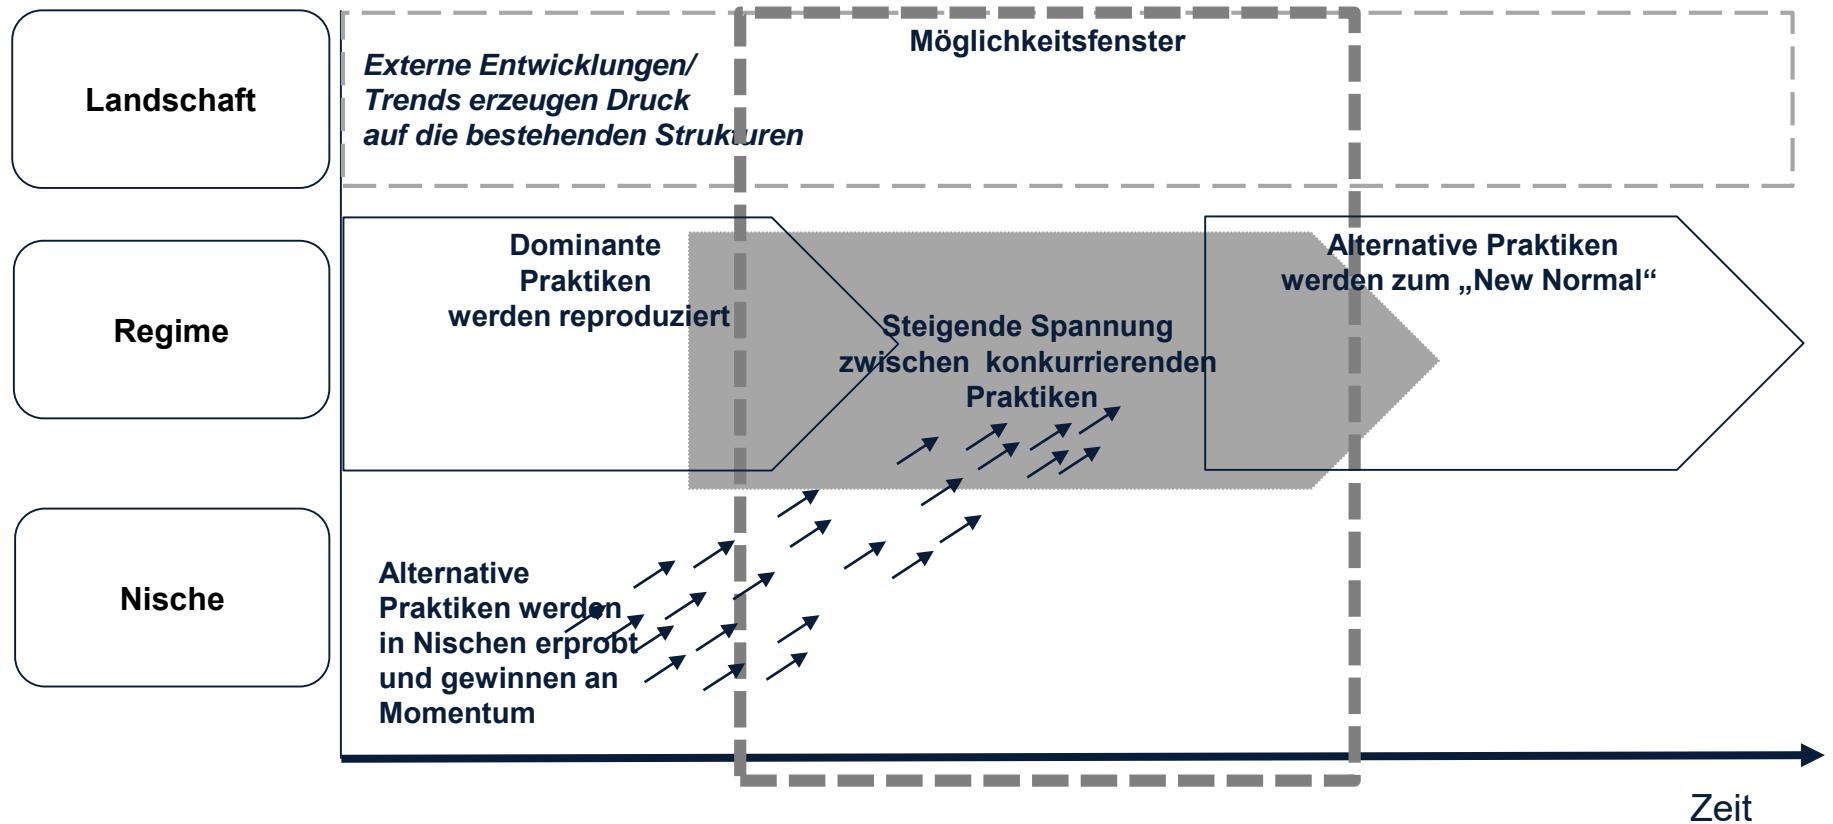 Möglichkeitsfenster
Landschaft
Externe Entwicklungen/
Trends erzeugen Druck
auf die bestehenden Strukturen
Regime
Dominante
Praktiken
werden reproduziert
Steigende Spannung
zwischen konkurrierenden
Praktiken
Alternative Praktiken
werden zum „New Normal“
Nische
Alternative
Praktiken werden
in Nischen erprobt
und gewinnen an
Momentum
Zeit